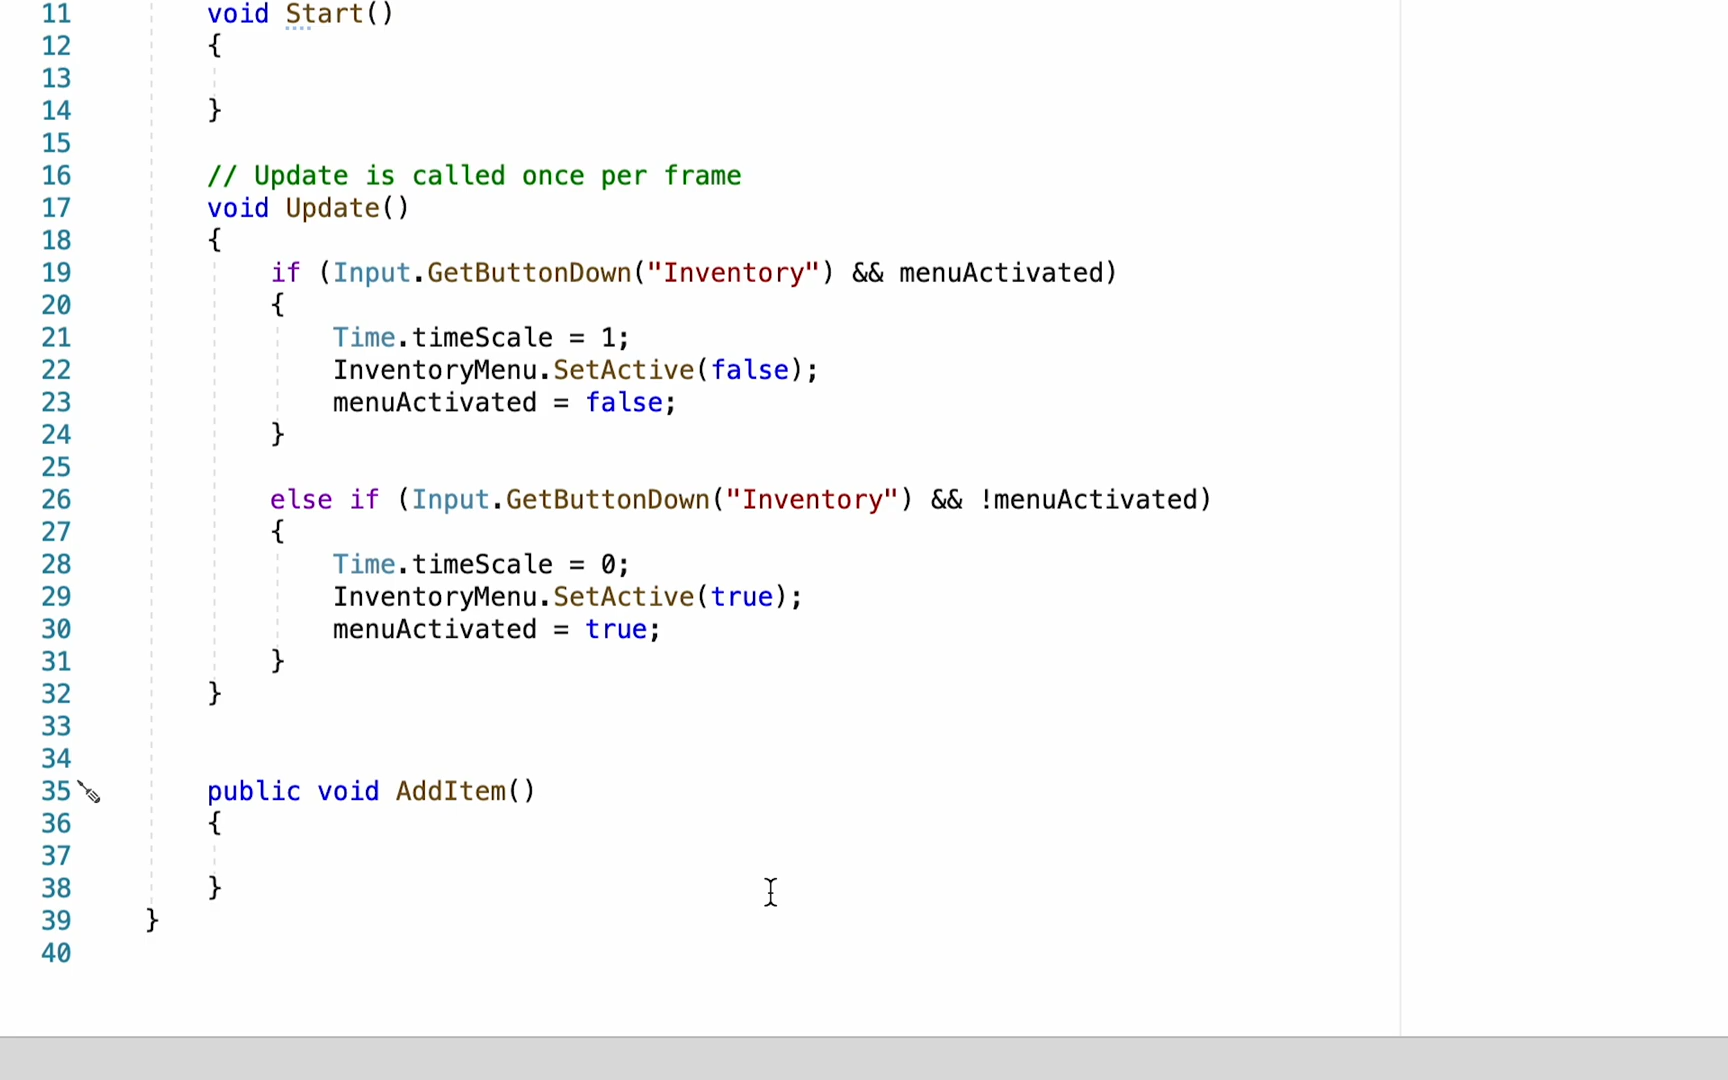 11 void Start()
12 {
13
14 }
15
16 // Update is called once per frame
17 void Update()
18 {
19 if (Input.GetButtonDown("Inventory") && menuActivated)
20 {
21 Time.timeScale = 1;
22 InventoryMenu.SetActive(false);
23 menuActivated = false;
24 }
25
26 else if (Input.GetButtonDown("Inventory") && !menuActivated)
27 {
28 Time.timeScale = 0;
29 InventoryMenu.SetActive(true);
30 menuActivated = true;
31 }
32 }
33
34
35 public void AddItem()
36 {
37
38 }
39 }
40